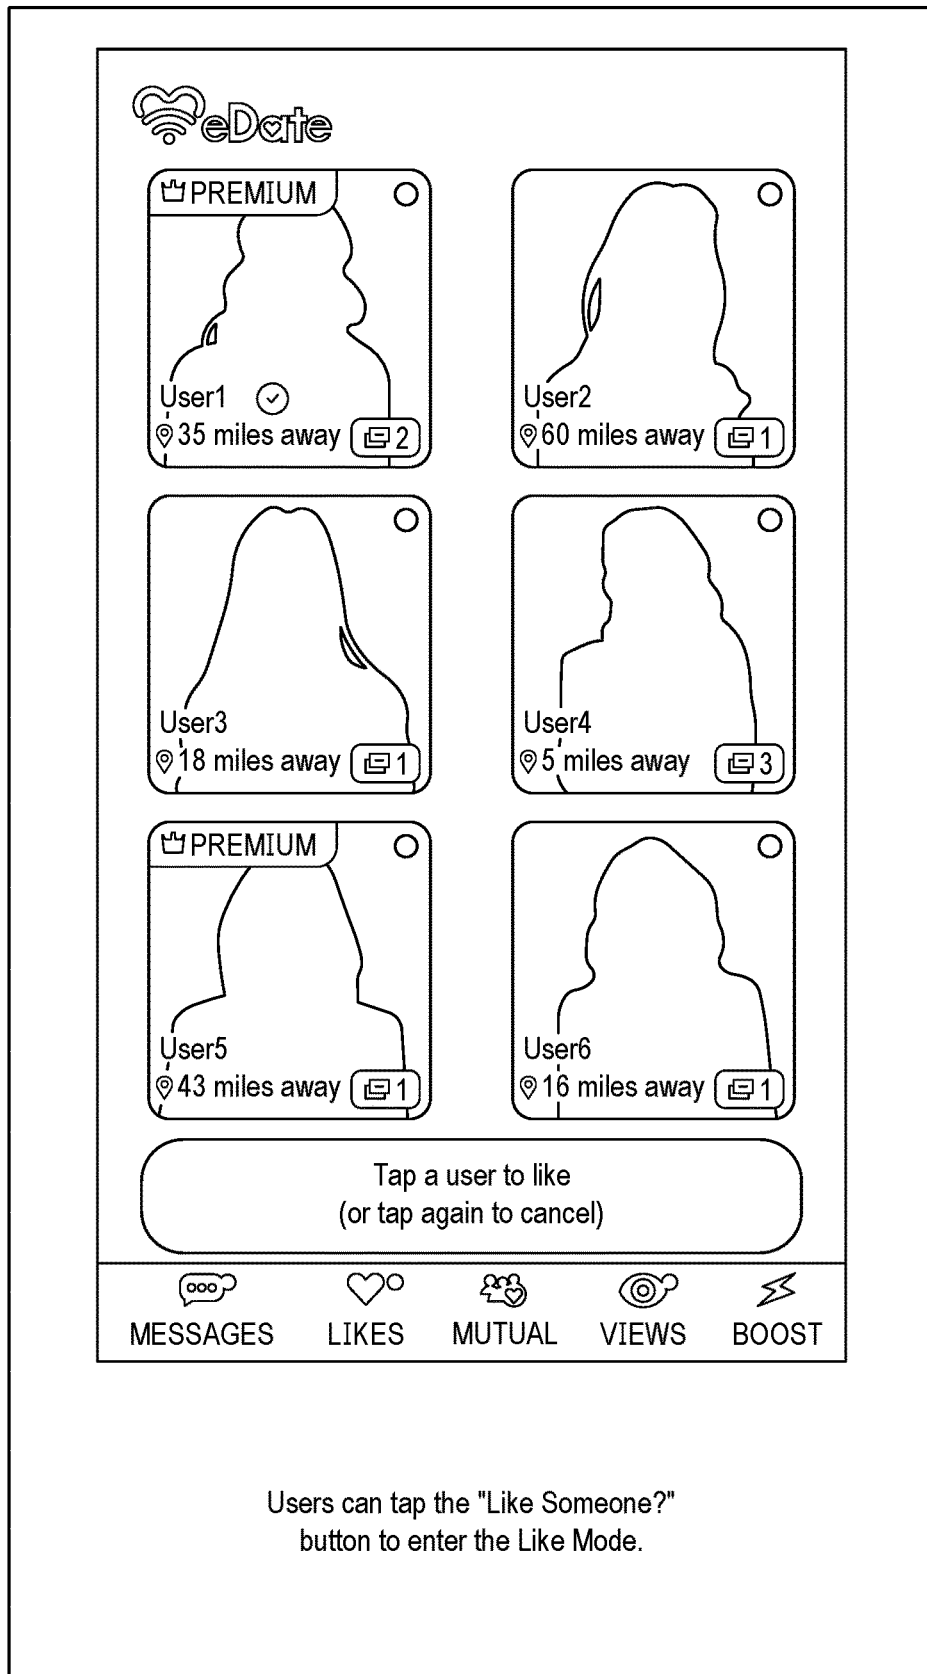 eDate
PREMIUM
User1
35 miles away 2
User2
60 miles away 1
User3
18 miles away 1
User4
5 miles away 3
PREMIUM
User5
43 miles away 1
User6
16 miles away 1
Tap a user to like
(or tap again to cancel)
MESSAGES LIKES MUTUAL VIEWS BOOST
Users can tap the "Like Someone?"
button to enter the Like Mode.